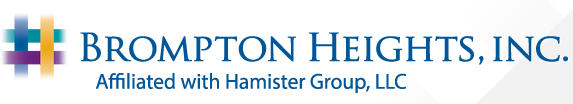 BROMPTON HEIGHTS, INC.
Affiliated with Hamister Group, LLC